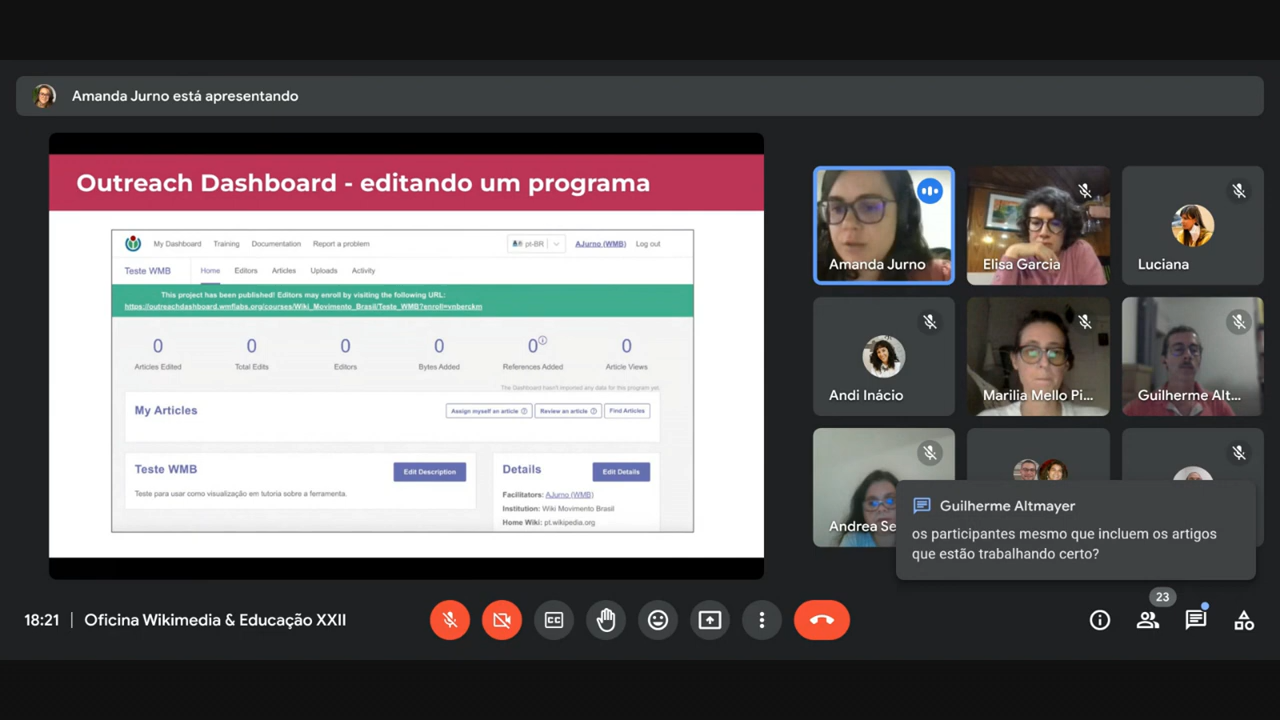 Amanda Jurno está apresentando
Outreach Dashboard - editando um programa
My Dashboard Training Documentation Report a problem pt-BR AJurno (WMB) Log out
Teste WMB Home Editors Articles Uploads Activity
This project has been published! Editors may enroll by visiting the following URL:
https://outreachdashboard.wmflabs.org/courses/Wiki_Movimento_Brasil/Teste_WMB?enroll=vnberckm
0 0 0 0 0 0
Articles Edited Total Edits Editors Bytes Added References Added Article Views
The Dashboard hasn't imported any data for this program yet.
My Articles
Assign myself an article Review an article Find Articles
Teste WMB
Edit Description
Teste para usar como visualização em tutoria sobre a ferramenta.
Details
Edit Details
Facilitators: AJurno (WMB)
Institution: Wiki Movimento Brasil
Home Wiki: pt.wikipedia.org
Amanda Jurno
Elisa Garcia
Luciana
Andi Inácio
Marilia Mello Pi...
Guilherme Alt...
Andrea Se
Guilherme Altmayer
os participantes mesmo que incluem os artigos
que estão trabalhando certo?
18:21 | Oficina Wikimedia & Educação XXII
CC
23